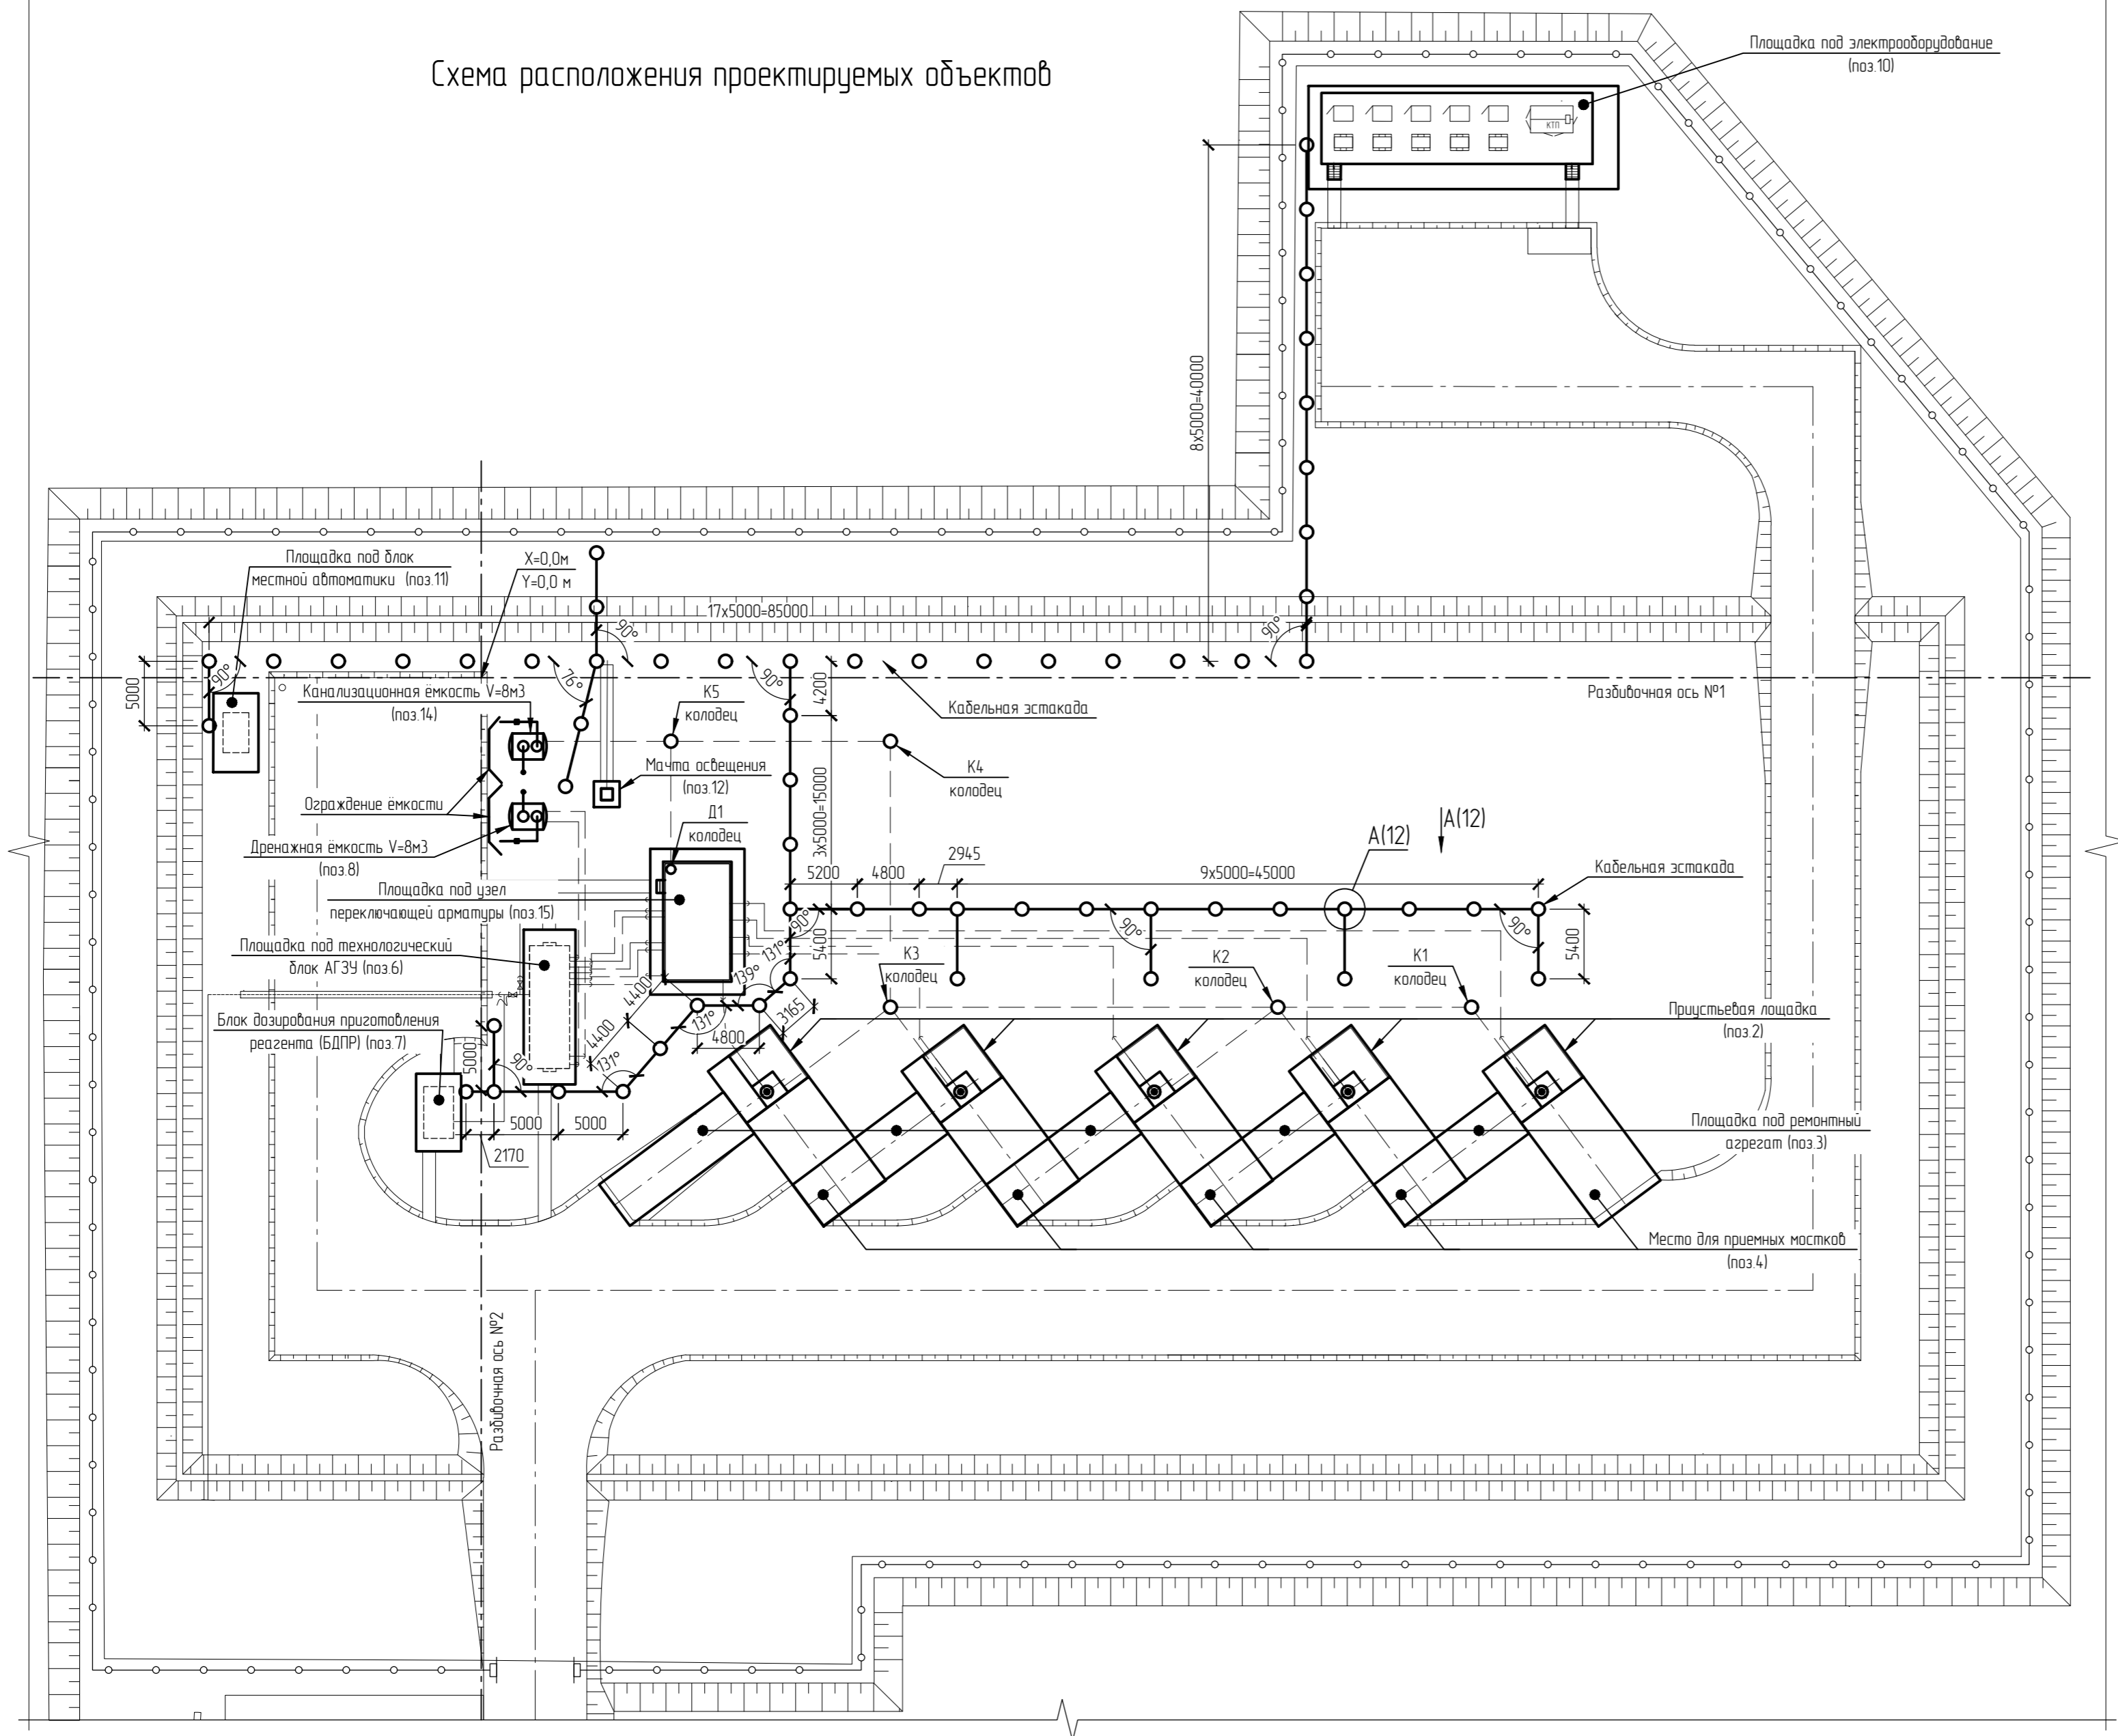 Схема расположения проектируемых объектов
Площадка под электрооборудование
(поз.10)
КТП
8х5000=40000
Площадка под блок
местной автоматики (поз.11)
X=0,0м
Y=0,0 м
17х5000=85000
90°
90°
90°
76°
90°
5000
4200
Канализационная ёмкость V=8м3
(поз.14)
К5
колодец
Кабельная эстакада
Разбивочная ось №1
Мачта освещения
(поз.12)
К4
колодец
Ограждение ёмкости
Д1
колодец
3х5000=15000
А(12)
А(12)
Дренажная ёмкость V=8м3
(поз.8)
5200
4800
2945
9х5000=45000
Кабельная эстакада
Площадка под узел
переключающей арматуры (поз.15)
90°
90°
90°
5400
5400
Площадка под технологический
блок АГЗУ (поз.6)
131°
139°
К3
колодец
К2
колодец
К1
колодец
4400
4400
131°
3165
4800
Приустьевая лощадка
(поз.2)
Блок дозирования приготовления
реагента (БДПР) (поз.7)
5000
90°
131°
5000
5000
2170
Площадка под ремонтный
агрегат (поз.3)
Место для приемных мостков
(поз.4)
Разбивочная ось №2